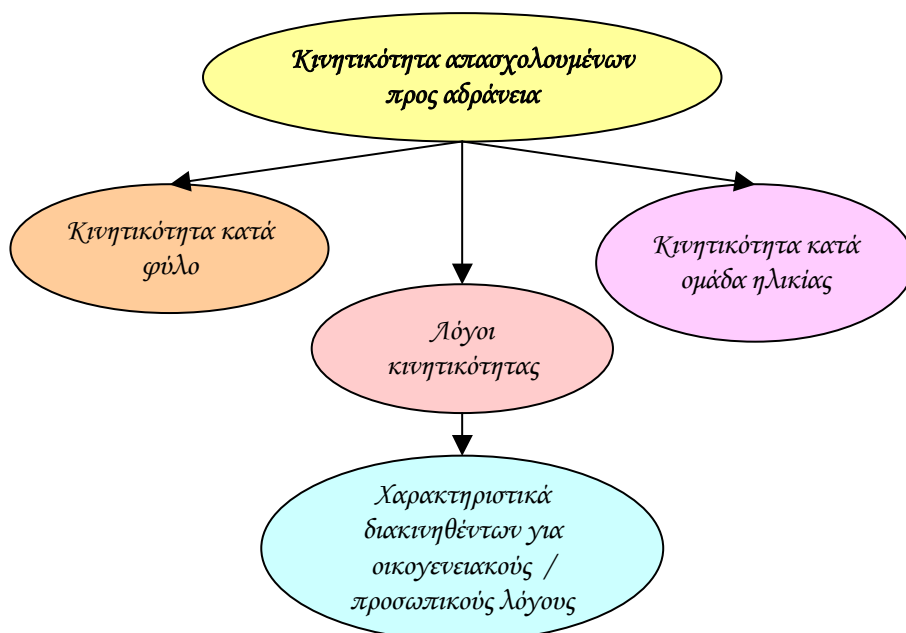 Κινητικότητα απασχολουμένων
προς αδράνεια
Κινητικότητα κατά
φύλο
Κινητικότητα κατά
ομάδα ηλικίας
Λόγοι
κινητικότητας
Χαρακτηριστικά
διακινηθέντων για
οικογενειακούς /
προσωπικούς λόγους